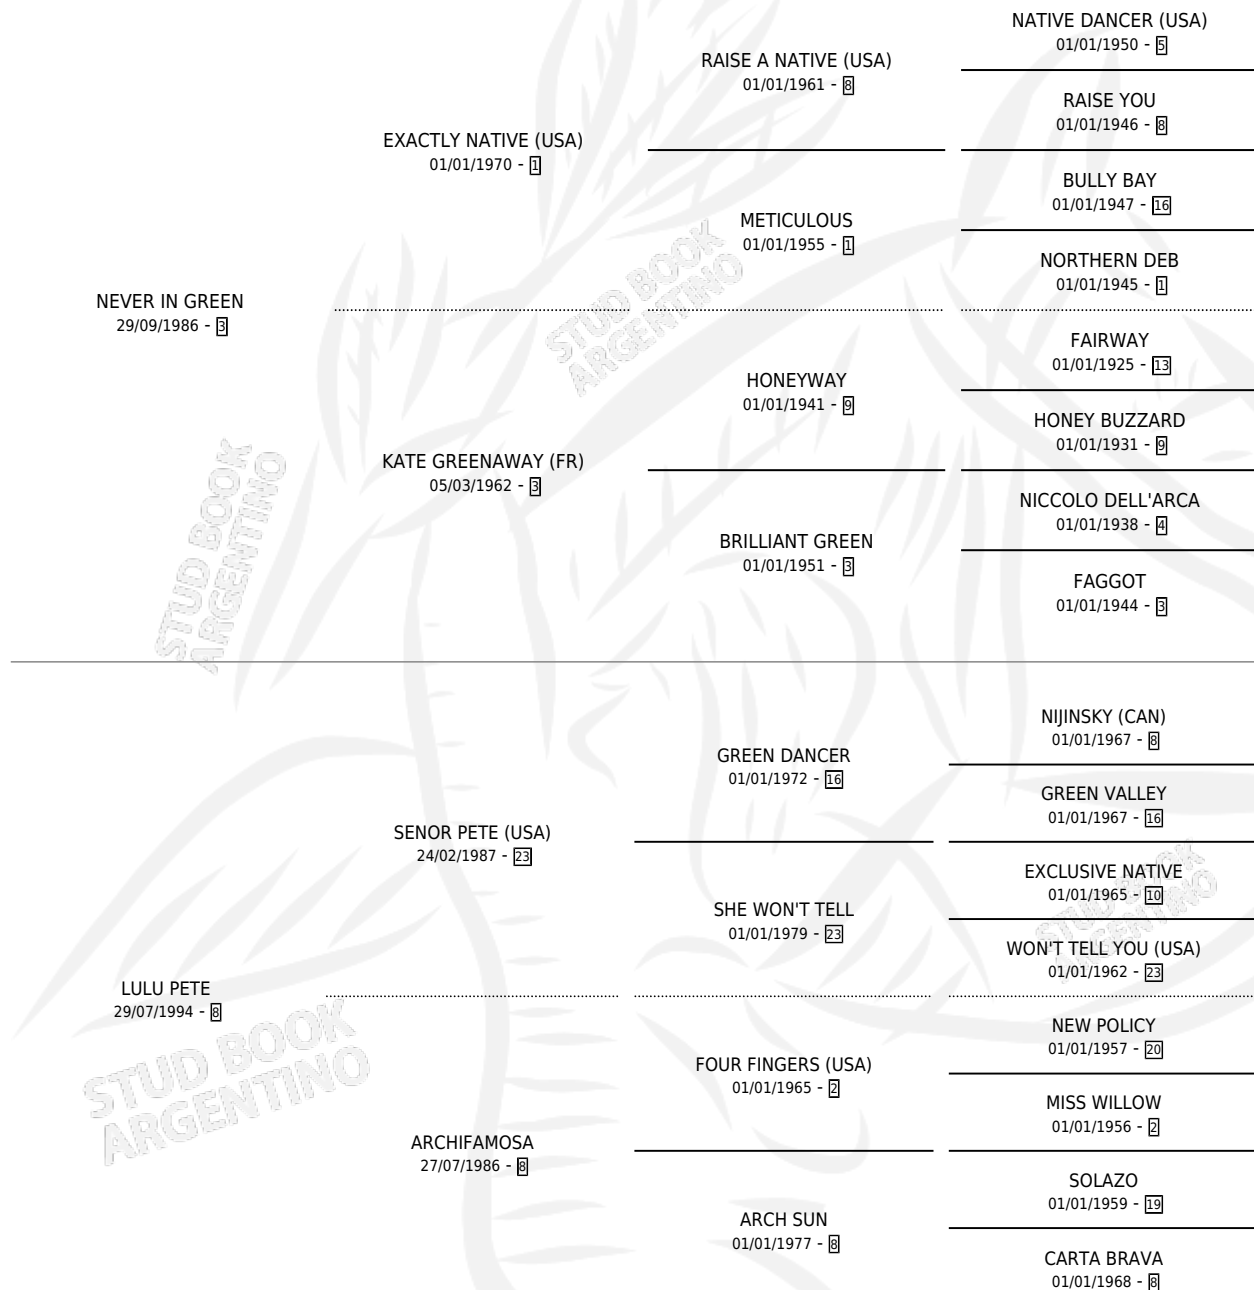 NATIVE DANCER (USA)
01/01/1950 - 5
RAISE A NATIVE (USA)
01/01/1961 - 8
RAISE YOU
01/01/1946 - 8
EXACTLY NATIVE (USA)
01/01/1970 - 1
BULLY BAY
01/01/1947 - 16
METICULOUS
01/01/1955 - 1
NORTHERN DEB
01/01/1945 - 1
NEVER IN GREEN
29/09/1986 - 3
FAIRWAY
01/01/1925 - 13
HONEYWAY
01/01/1941 - 9
HONEY BUZZARD
01/01/1931 - 9
KATE GREENAWAY (FR)
05/03/1962 - 3
NICCOLO DELL'ARCA
01/01/1938 - 4
BRILLIANT GREEN
01/01/1951 - 3
FAGGOT
01/01/1944 - 3
NIJINSKY (CAN)
01/01/1967 - 8
GREEN DANCER
01/01/1972 - 16
GREEN VALLEY
01/01/1967 - 16
SENOR PETE (USA)
24/02/1987 - 23
EXCLUSIVE NATIVE
01/01/1965 - 10
SHE WON'T TELL
01/01/1979 - 23
WON'T TELL YOU (USA)
01/01/1962 - 23
LULU PETE
29/07/1994 - 8
NEW POLICY
01/01/1957 - 20
FOUR FINGERS (USA)
01/01/1965 - 2
MISS WILLOW
01/01/1956 - 2
ARCHIFAMOSA
27/07/1986 - 8
SOLAZO
01/01/1959 - 19
ARCH SUN
01/01/1977 - 8
CARTA BRAVA
01/01/1968 - 8
STUD BOOK
ARGENTINO
STUD BOOK
ARGENTINO
STUD BOOK
ARGENTINO
STUD BOOK
ARGENTINO